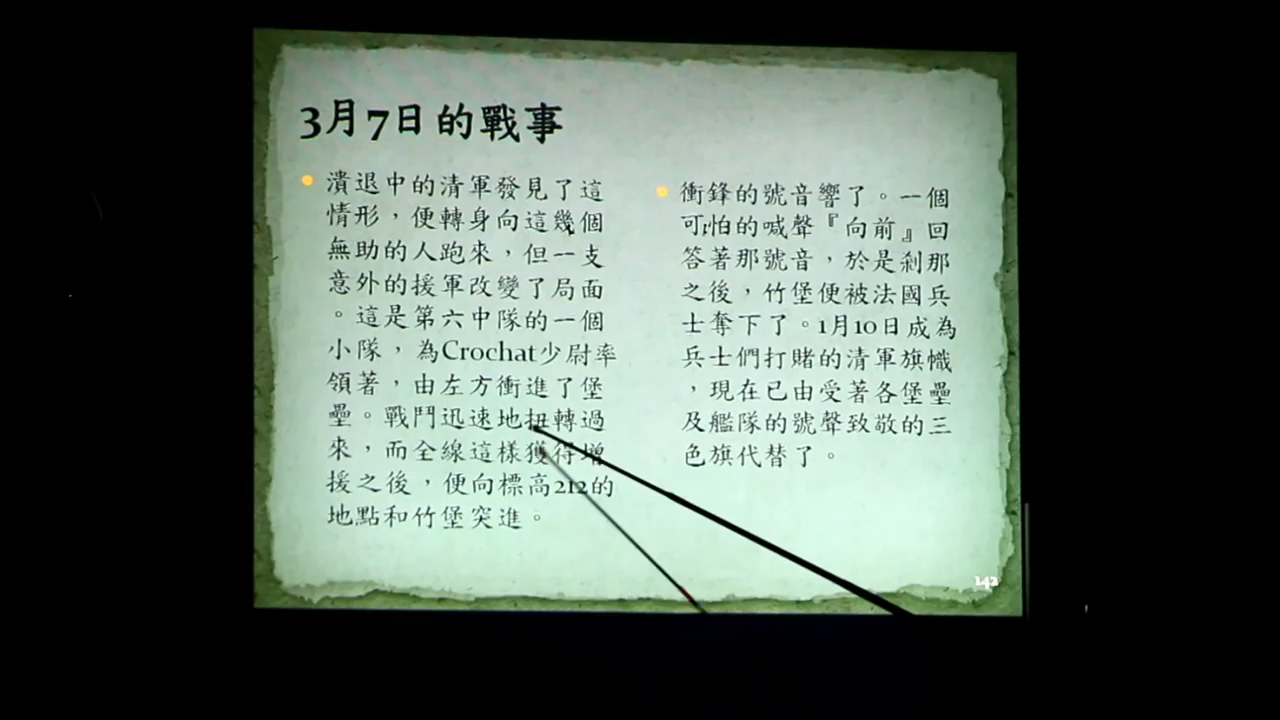 3月7日的戰事
潰退中的清軍發見了這
情形，便轉身向這幾個
無助的人跑來，但一支
意外的援軍改變了局面
。這是第六中隊的一個
小隊，為Crochat少尉率
領著，由左方衝進了堡
壘。戰鬥迅速地扭轉過
來，而全線這樣獲得增
援之後，便向標高212的
地點和竹堡突進。
衝鋒的號音響了。一個
可怕的喊聲『向前』回
答著那號音，於是剎那
之後，竹堡便被法國兵
士奪下了。1月10日成為
兵士們打賭的清軍旗幟
，現在已由受著各堡壘
及艦隊的號聲致敬的三
色旗代替了。
142